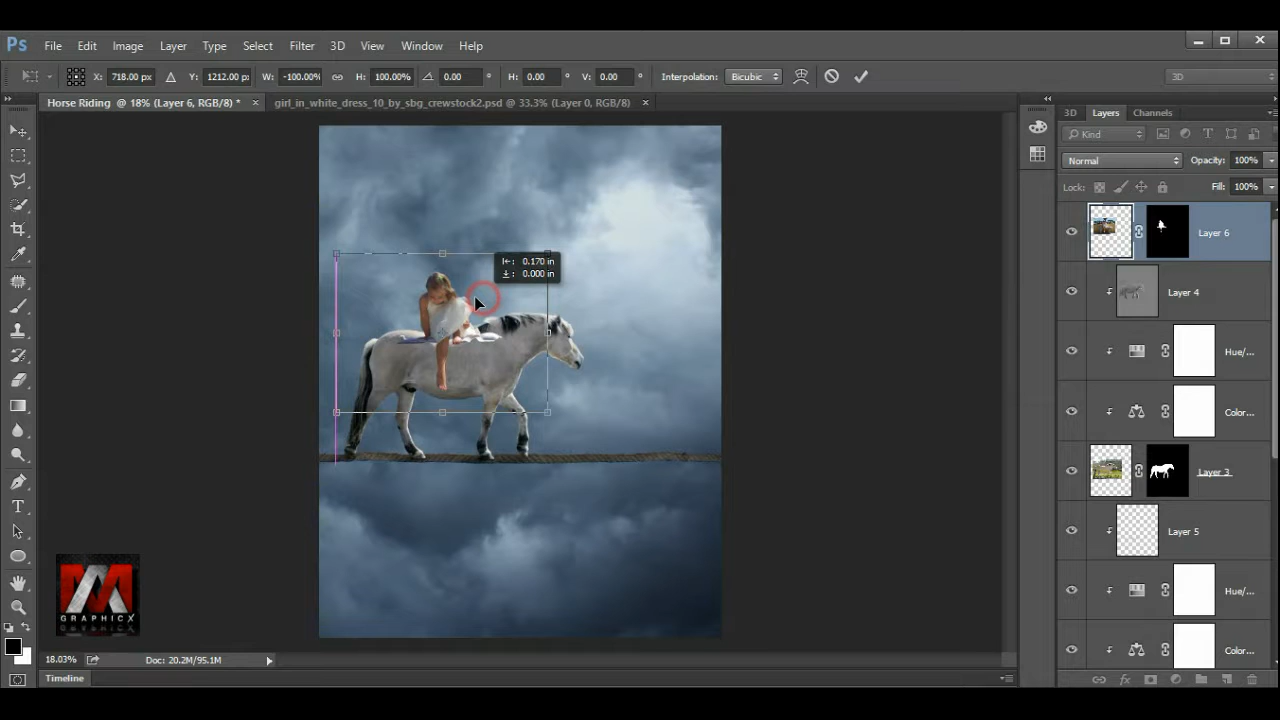 Ps File Edit Image Layer Type Select Filter 3D View Window Help
X: 718.00 px Y: 1212.00 px W: -100.00% H: 100.00% 0.00 ° H: 0.00 ° V: 0.00 ° Interpolation: Bicubic 3D
Horse Riding @ 18% (Layer 6, RGB/8) * × girl_in_white_dress_10_by_sbg_crewstock2.psd @ 33.3% (Layer 0, RGB/8) ×
3D Layers Channels
Kind
Normal Opacity: 100%
Lock: Fill: 100%
Layer 6
0.170 in
0.000 in
Layer 4
Hue/...
Color...
Layer 3
Layer 5
Hue/...
Color...
GRAPHICX
18.03% Doc: 20.2M/95.1M
Timeline